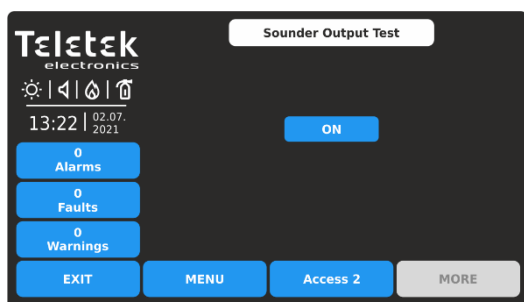 Teletek
electronics
Sounder Output Test
13:22
02.07.
2021
ON
0
Alarms
0
Faults
0
Warnings
EXIT
MENU
Access 2
MORE